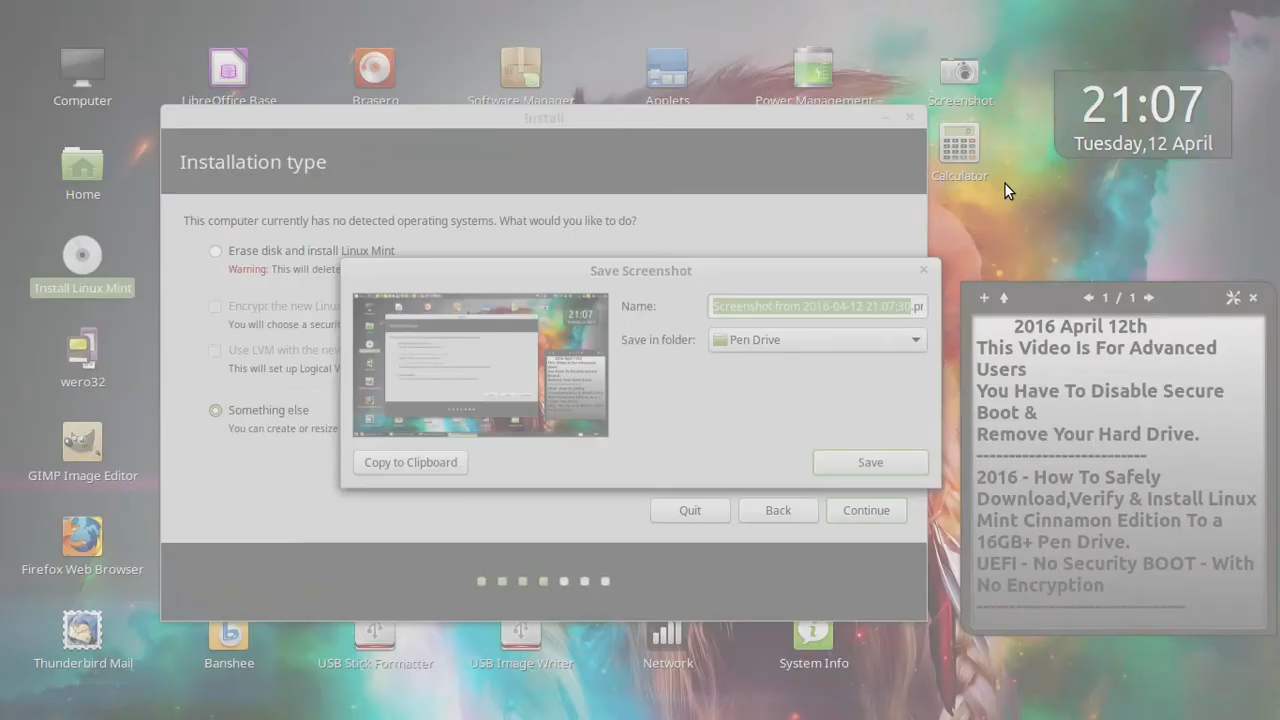 Computer
LibreOffice Base
Brasero
Software Manager
Applets
Power Management
Screenshot
Calculator
21:07
Tuesday,12 April
Home
Install Linux Mint
wero32
GIMP Image Editor
Firefox Web Browser
Thunderbird Mail
Banshee
USB Stick Formatter
USB Image Writer
Network
System Info
Install
Installation type
This computer currently has no detected operating systems. What would you like to do?
Erase disk and install Linux Mint
Warning: This will delete
Encrypt the new Linu
You will choose a securit
Use LVM with the new
This will set up Logical V
Something else
You can create or resize
Quit
Back
Continue
Save Screenshot
21:07
Name:
Screenshot from 2016-04-12 21:07:30.pr
Save in folder:
Pen Drive
Copy to Clipboard
Save
1 / 1
2016 April 12th
This Video Is For Advanced
Users
You Have To Disable Secure
Boot &
Remove Your Hard Drive.
-------------------------
2016 - How To Safely
Download,Verify & Install Linux
Mint Cinnamon Edition To a
16GB+ Pen Drive.
UEFI - No Security BOOT - With
No Encryption